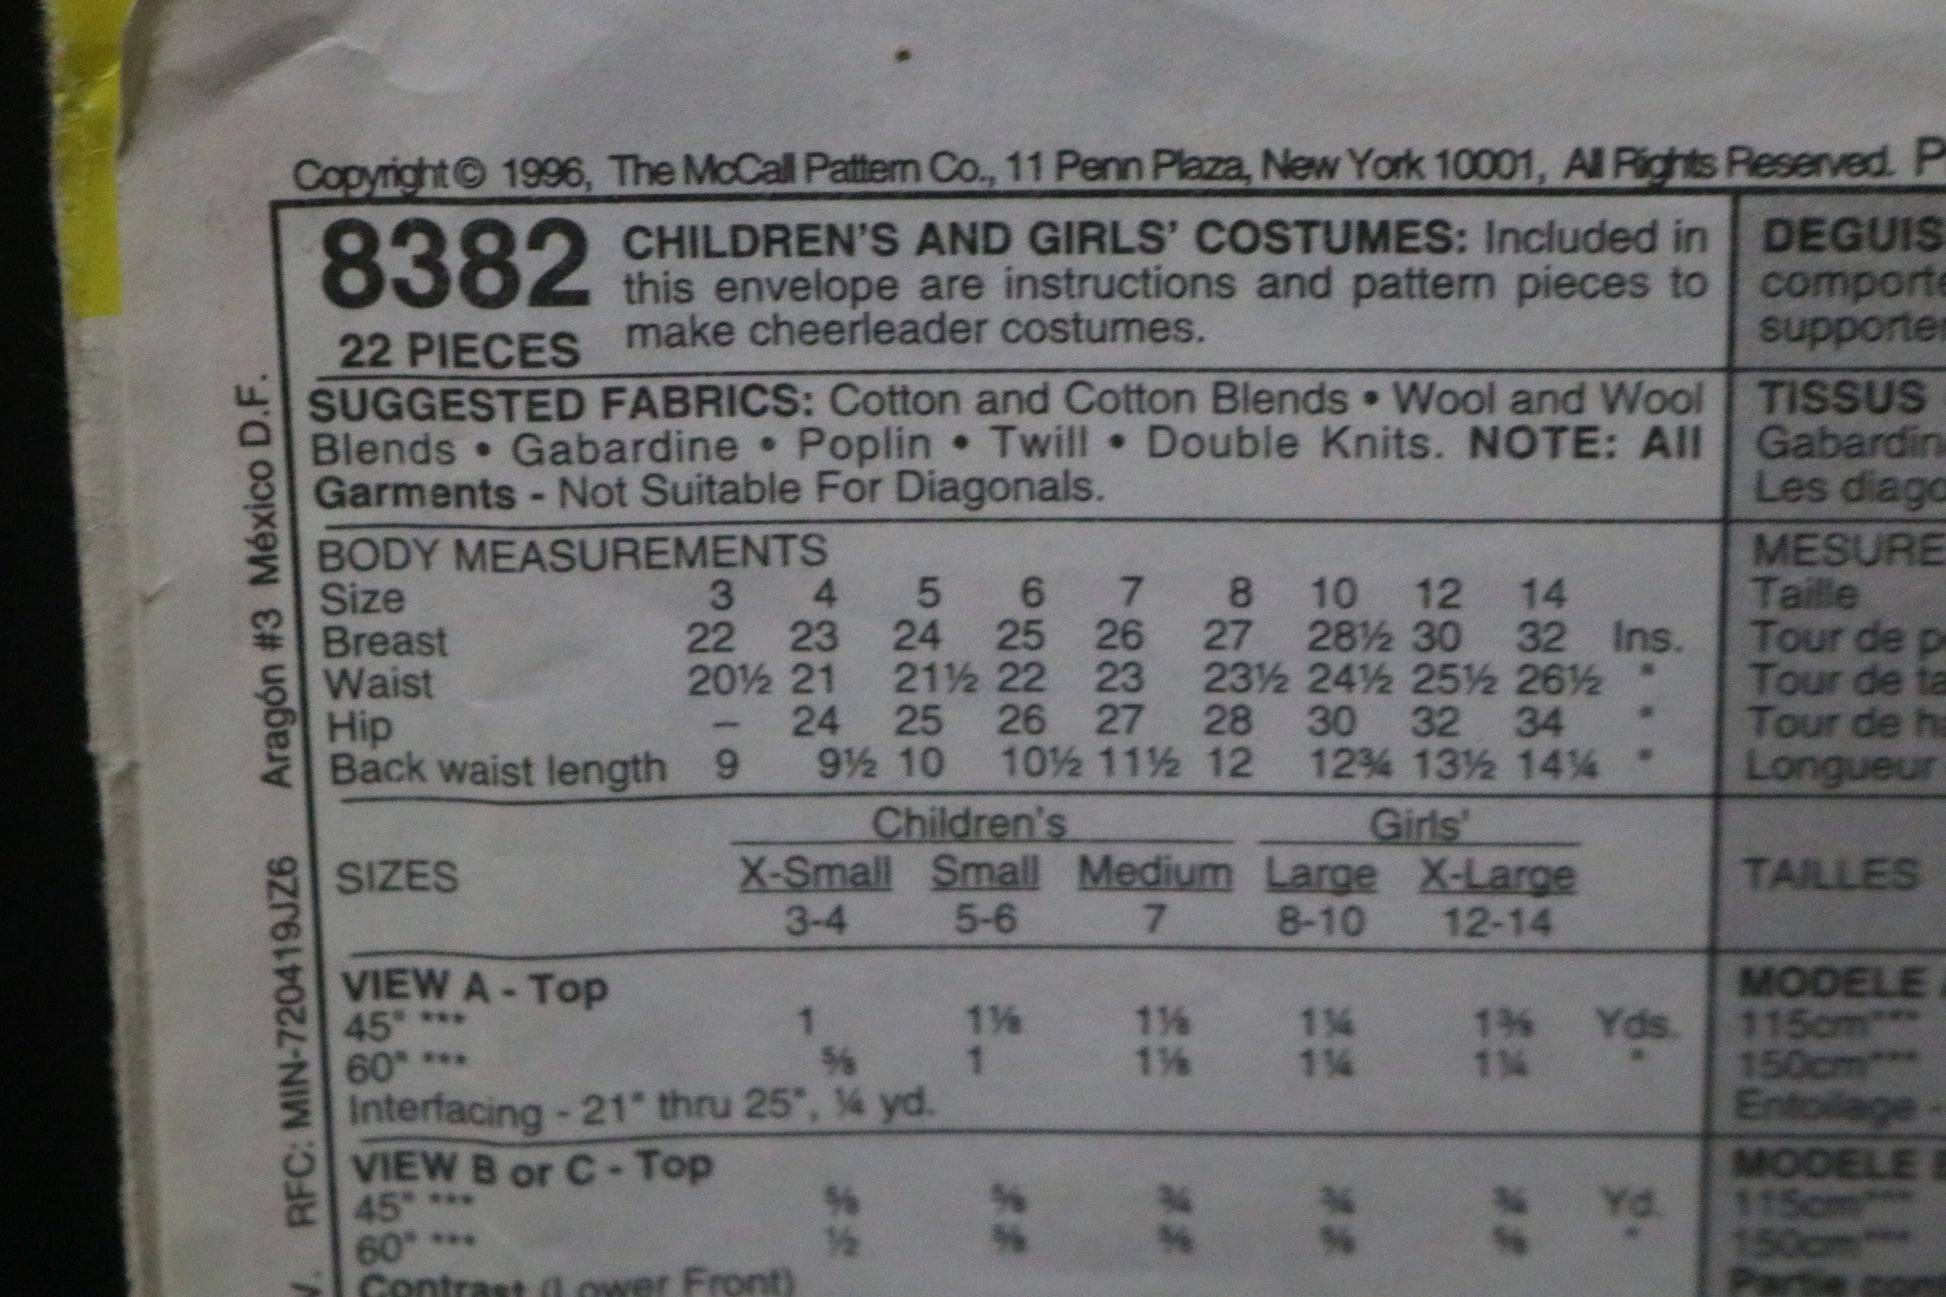 Copyright© 1996, The McCall Pattern Co., 11 Penn Plaza, New York 10001, All Rights Reserved. P
8382
22 PIECES
CHILDREN'S AND GIRLS' COSTUMES: Included in
this envelope are instructions and pattern pieces to
make cheerleader costumes.
SUGGESTED FABRICS: Cotton and Cotton Blends • Wool and Wool
Blends • Gabardine • Poplin • Twill • Double Knits. NOTE: All
Garments - Not Suitable For Diagonals.
BODY MEASUREMENTS
Size 3 4 5 6 7 8 10 12 14
Breast 22 23 24 25 26 27 28½ 30 32 Ins.
Waist 20½ 21 21½ 22 23 23½ 24½ 25½ 26½ "
Hip – 24 25 26 27 28 30 32 34 "
Back waist length 9 9½ 10 10½ 11½ 12 12¾ 13½ 14¼ "
Children's Girls'
SIZES X-Small Small Medium Large X-Large
3-4 5-6 7 8-10 12-14
VIEW A - Top
45" *** 1 1⅛ 1⅛ 1¼ 1⅜ Yds.
60" *** ⅝ 1 1⅛ 1¼ 1¼ "
Interfacing - 21" thru 25", ¼ yd.
VIEW B or C - Top
45" *** ⅝ ⅝ ¾ ¾ ¾ Yd.
60" *** ½ ⅝ ⅝ ⅝ ⅝ "
Contrast (Lower Front)
DEGUIS
comporte
supporter
TISSUS
Gabardin
Les diago
MESURE
Taille
Tour de p
Tour de ta
Tour de ha
Longueur
TAILLES
MODELE
115cm***
150cm***
Entoilage -
MODELE
115cm***
150cm***
Partie con
Aragón #3 México D.F.
RFC: MIN-720419JZ6
V.